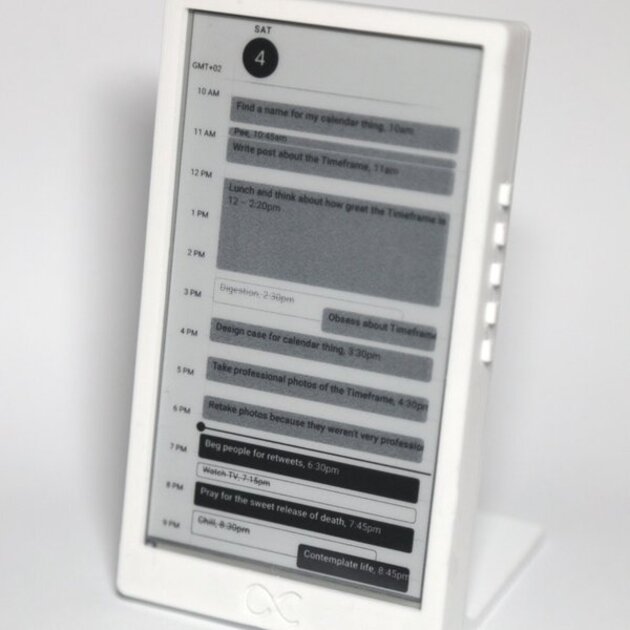 SAT
4
GMT+02
10 AM
Find a name for my calendar thing, 10am
11 AM
Pee, 10:45am
Write post about the Timeframe, 11am
12 PM
Lunch and think about how great the Timeframe is
12 – 2:20pm
1 PM
2 PM
3 PM
Digestion, 2:30pm
Obsess about Timeframe
4 PM
Design case for calendar thing, 3:30pm
5 PM
Take professional photos of the Timeframe, 4:30pm
6 PM
Retake photos because they weren't very professio
7 PM
Beg people for retweets, 6:30pm
Watch TV, 7:15pm
8 PM
Pray for the sweet release of death, 7:45pm
9 PM
Chill, 8:30pm
Contemplate life, 8:45pm